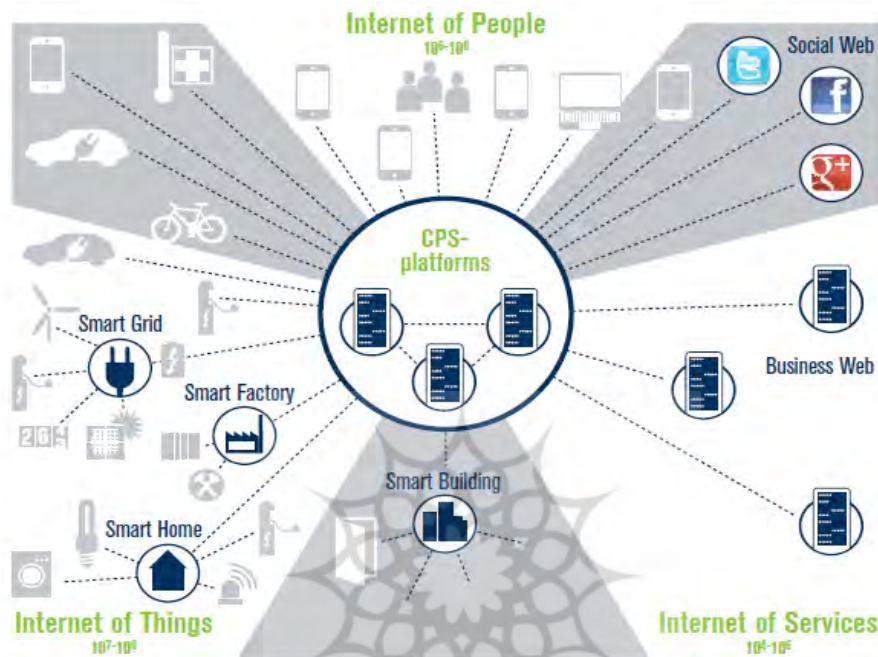 Internet of People
Social Web
CPS-
platforms
Smart Grid
Business Web
Smart Factory
Smart Building
Smart Home
Internet of Things
Internet of Services